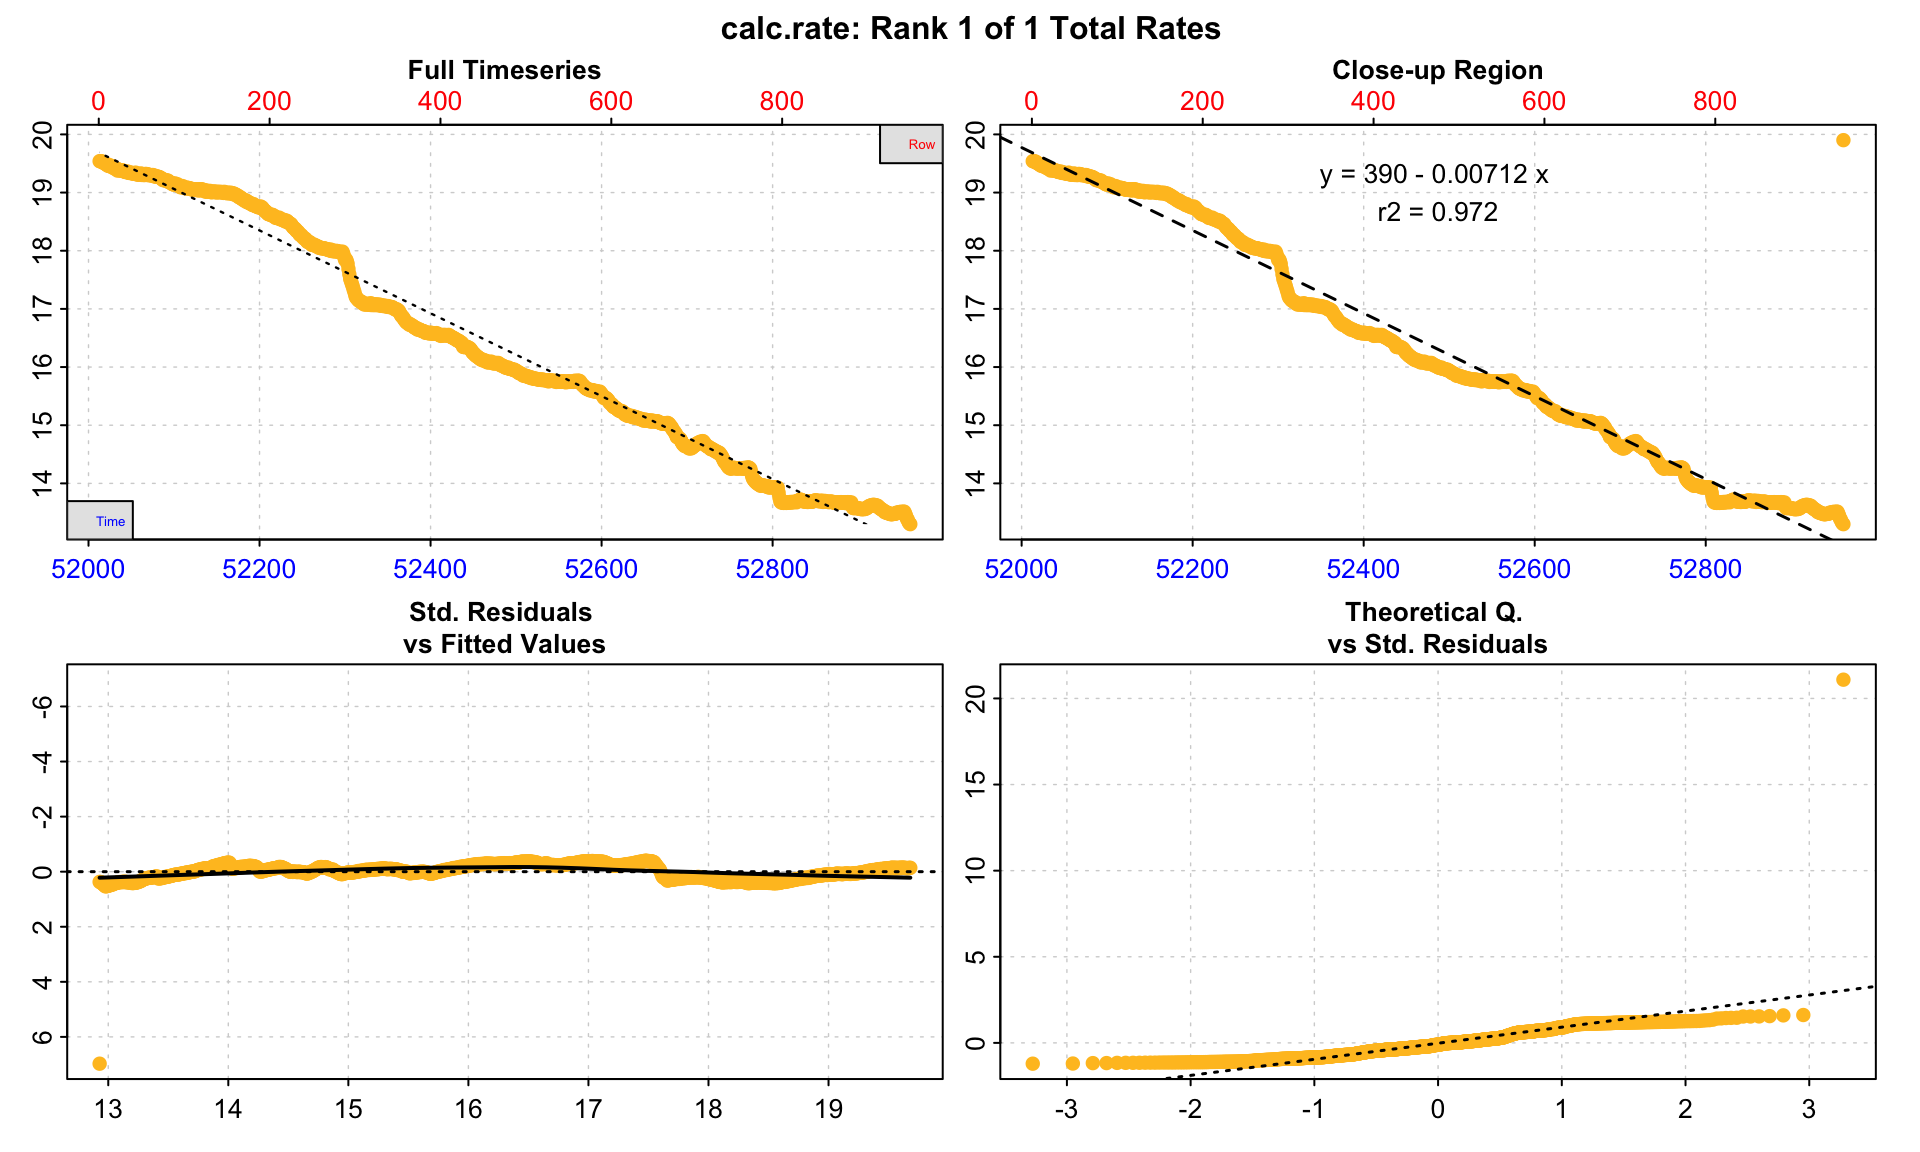 calc.rate: Rank 1 of 1 Total Rates
Full Timeseries
0 200 400 600 800
20
19
18
17
16
15
14
Row
Time
52000 52200 52400 52600 52800
Close-up Region
0 200 400 600 800
20
19
18
17
16
15
14
y = 390 - 0.00712 x
r2 = 0.972
52000 52200 52400 52600 52800
Std. Residuals
vs Fitted Values
-6
-4
-2
0
2
4
6
13 14 15 16 17 18 19
Theoretical Q.
vs Std. Residuals
20
15
10
5
0
-3 -2 -1 0 1 2 3